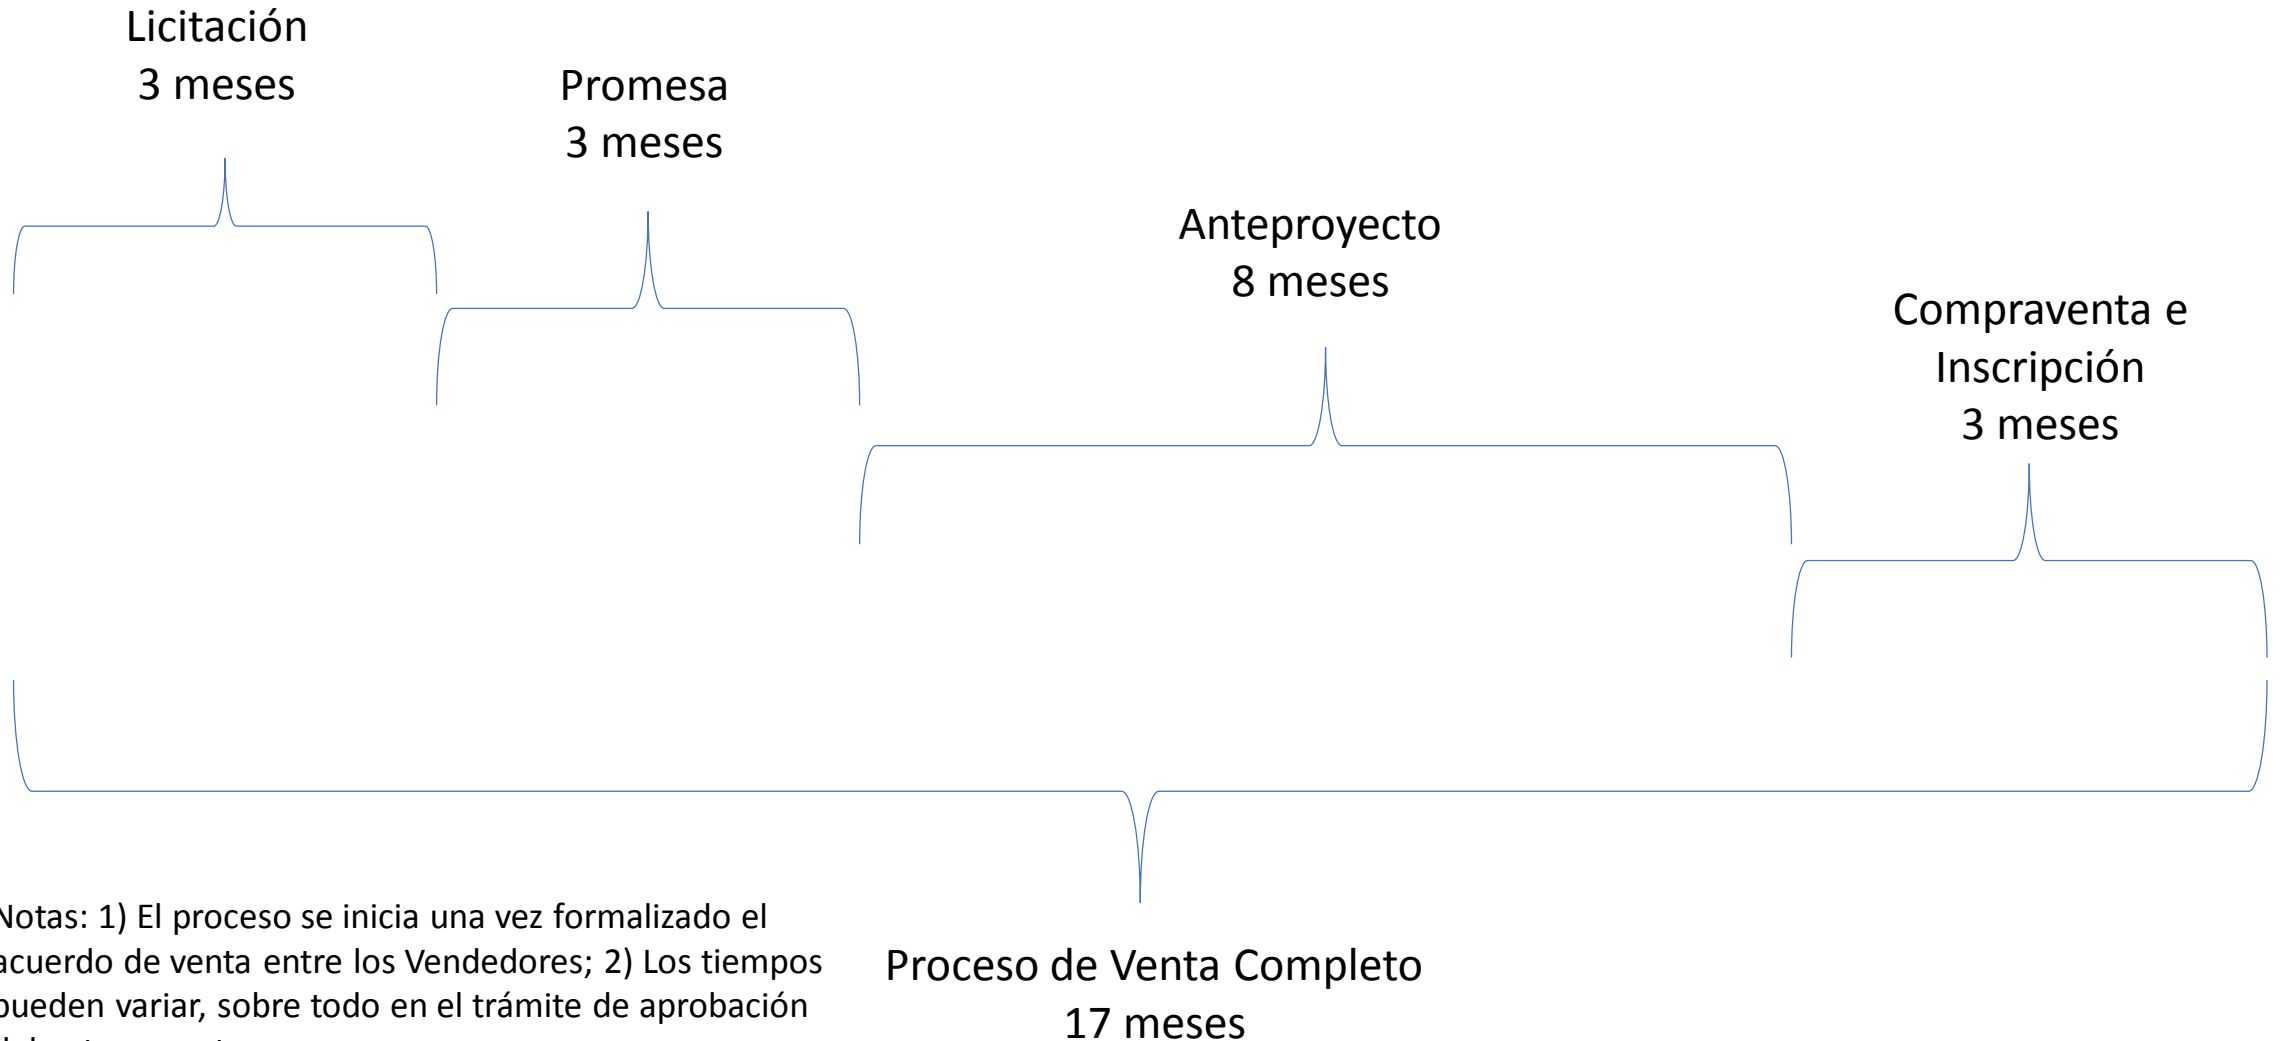 Licitación
3 meses
Promesa
3 meses
Anteproyecto
8 meses
Compraventa e
Inscripción
3 meses
Notas: 1) El proceso se inicia una vez formalizado el
acuerdo de venta entre los Vendedores; 2) Los tiempos
pueden variar, sobre todo en el trámite de aprobación
Proceso de Venta Completo
17 meses